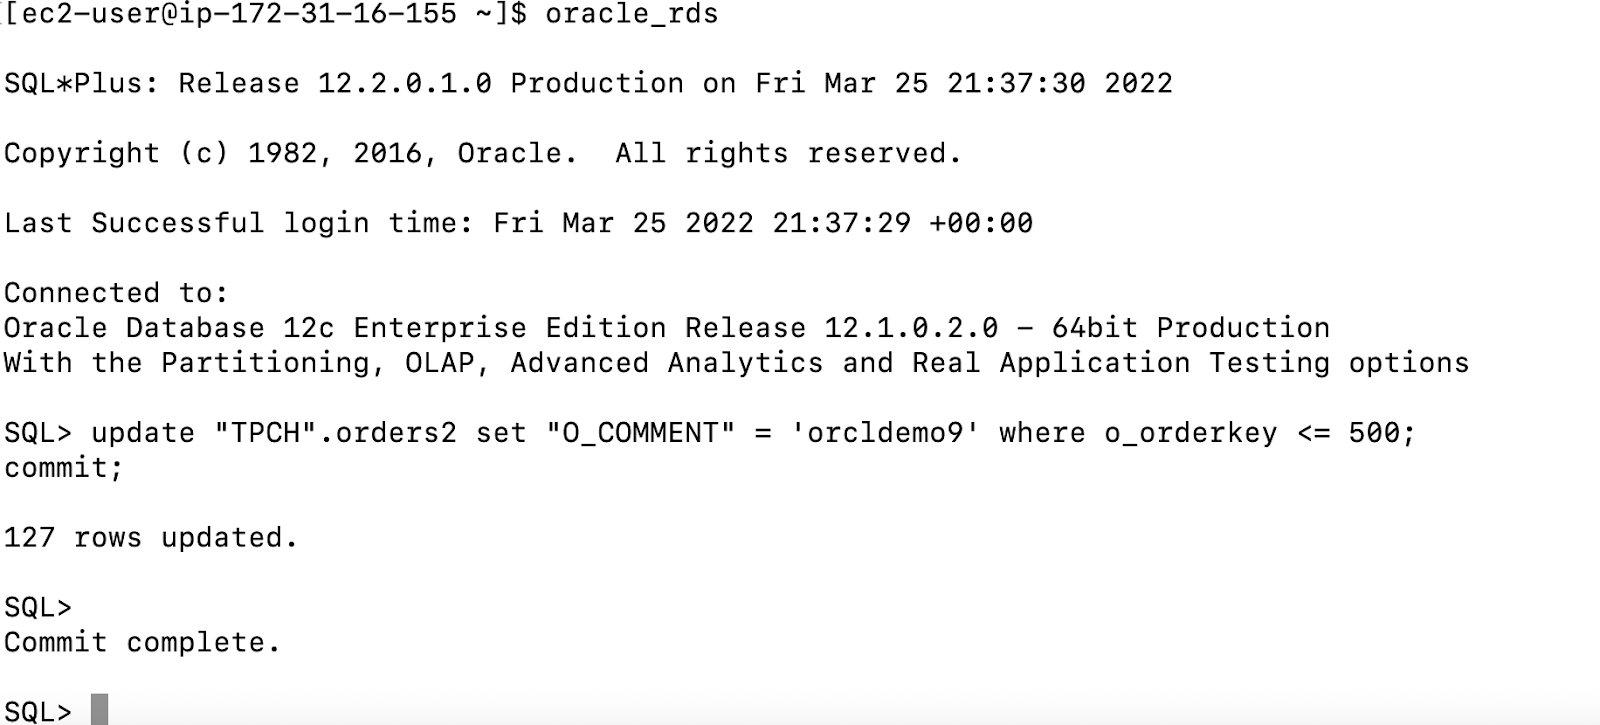 [ec2-user@ip-172-31-16-155 ~]$ oracle_rds
SQL*Plus: Release 12.2.0.1.0 Production on Fri Mar 25 21:37:30 2022
Copyright (c) 1982, 2016, Oracle.  All rights reserved.
Last Successful login time: Fri Mar 25 2022 21:37:29 +00:00
Connected to:
Oracle Database 12c Enterprise Edition Release 12.1.0.2.0 - 64bit Production
With the Partitioning, OLAP, Advanced Analytics and Real Application Testing options
SQL> update "TPCH".orders2 set "O_COMMENT" = 'orcldemo9' where o_orderkey <= 500;
commit;
127 rows updated.
SQL>
Commit complete.
SQL>